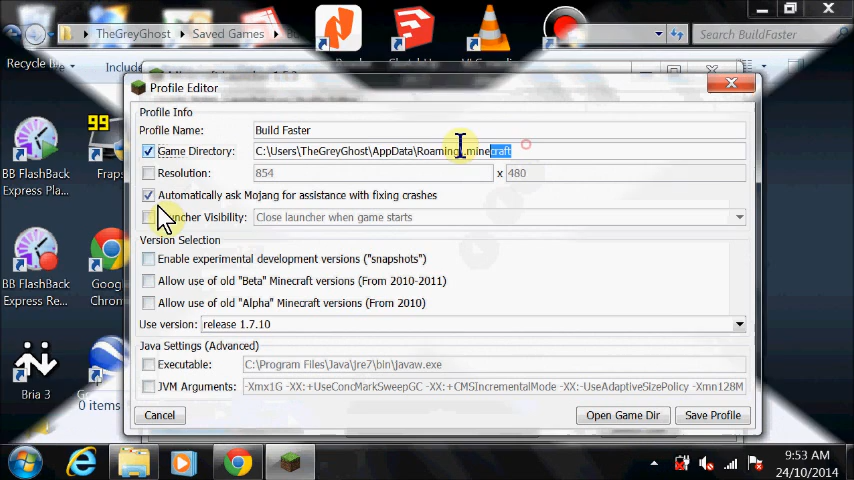 TheGreyGhost
Saved Games
Search BuildFaster
Recycle
Includ
Profile Editor
Profile Info
Profile Name:
Build Faster
Game Directory:
C:\Users\TheGreyGhost\AppData\Roaming\.minecraft
Resolution:
854
x
480
Automatically ask Mojang for assistance with fixing crashes
uncher Visibility:
Close launcher when game starts
Version Selection
Enable experimental development versions ("snapshots")
Allow use of old "Beta" Minecraft versions (From 2010-2011)
Allow use of old "Alpha" Minecraft versions (From 2010)
Use version:
release 1.7.10
Java Settings (Advanced)
Executable:
C:\Program Files\Java\jre7\bin\javaw.exe
JVM Arguments:
-Xmx1G -XX:+UseConcMarkSweepGC -XX:+CMSIncrementalMode -XX:-UseAdaptiveSizePolicy -Xmn128M
Cancel
Open Game Dir
Save Profile
BB FlashBack
Express Pla
99
Fraps
BB FlashBack
Express Re
Goog
Chrom
Bria 3
0 items
9:53 AM
24/10/2014